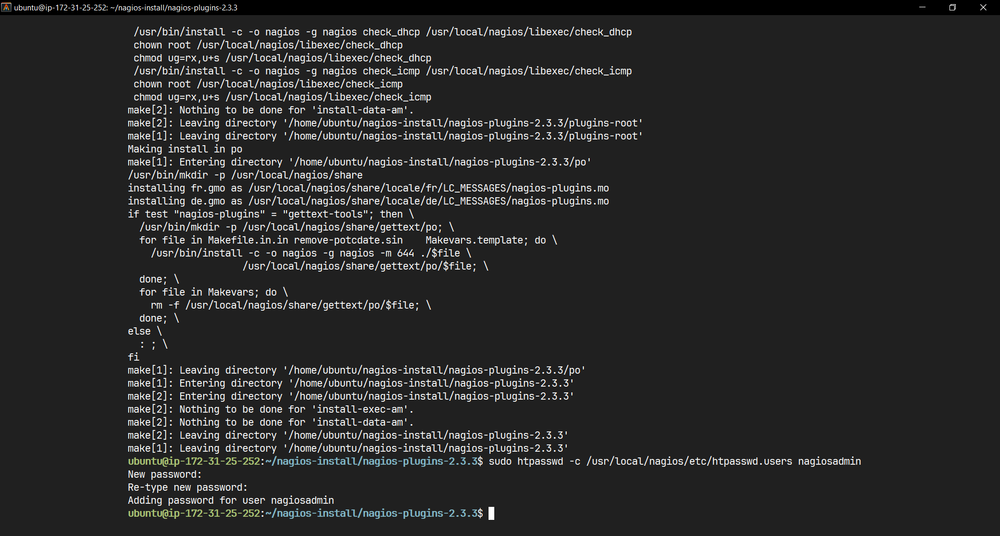 ubuntu@ip-172-31-25-252: ~/nagios-install/nagios-plugins-2.3.3
 /usr/bin/install -c -o nagios -g nagios check_dhcp /usr/local/nagios/libexec/check_dhcp
 chown root /usr/local/nagios/libexec/check_dhcp
 chmod ug=rx,u+s /usr/local/nagios/libexec/check_dhcp
 /usr/bin/install -c -o nagios -g nagios check_icmp /usr/local/nagios/libexec/check_icmp
 chown root /usr/local/nagios/libexec/check_icmp
 chmod ug=rx,u+s /usr/local/nagios/libexec/check_icmp
make[2]: Nothing to be done for 'install-data-am'.
make[2]: Leaving directory '/home/ubuntu/nagios-install/nagios-plugins-2.3.3/plugins-root'
make[1]: Leaving directory '/home/ubuntu/nagios-install/nagios-plugins-2.3.3/plugins-root'
Making install in po
make[1]: Entering directory '/home/ubuntu/nagios-install/nagios-plugins-2.3.3/po'
/usr/bin/mkdir -p /usr/local/nagios/share
installing fr.gmo as /usr/local/nagios/share/locale/fr/LC_MESSAGES/nagios-plugins.mo
installing de.gmo as /usr/local/nagios/share/locale/de/LC_MESSAGES/nagios-plugins.mo
if test "nagios-plugins" = "gettext-tools"; then \
  /usr/bin/mkdir -p /usr/local/nagios/share/gettext/po; \
  for file in Makefile.in.in remove-potcdate.sin    Makevars.template; do \
    /usr/bin/install -c -o nagios -g nagios -m 644 ./$file \
                    /usr/local/nagios/share/gettext/po/$file; \
  done; \
  for file in Makevars; do \
    rm -f /usr/local/nagios/share/gettext/po/$file; \
  done; \
else \
  : ; \
fi
make[1]: Leaving directory '/home/ubuntu/nagios-install/nagios-plugins-2.3.3/po'
make[1]: Entering directory '/home/ubuntu/nagios-install/nagios-plugins-2.3.3'
make[2]: Entering directory '/home/ubuntu/nagios-install/nagios-plugins-2.3.3'
make[2]: Nothing to be done for 'install-exec-am'.
make[2]: Nothing to be done for 'install-data-am'.
make[2]: Leaving directory '/home/ubuntu/nagios-install/nagios-plugins-2.3.3'
make[1]: Leaving directory '/home/ubuntu/nagios-install/nagios-plugins-2.3.3'
ubuntu@ip-172-31-25-252:~/nagios-install/nagios-plugins-2.3.3$ sudo htpasswd -c /usr/local/nagios/etc/htpasswd.users nagiosadmin
New password:
Re-type new password:
Adding password for user nagiosadmin
ubuntu@ip-172-31-25-252:~/nagios-install/nagios-plugins-2.3.3$